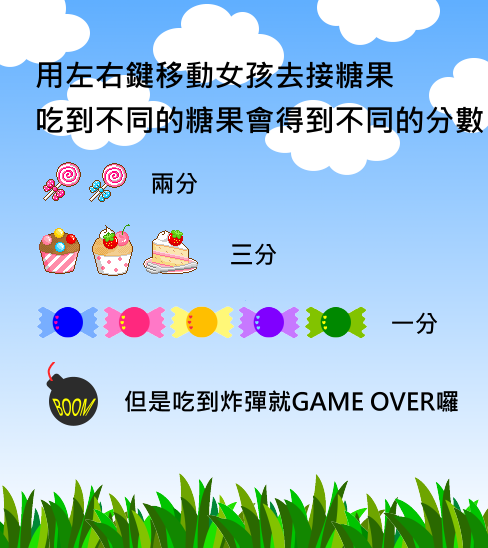 用左右鍵移動女孩去接糖果
吃到不同的糖果會得到不同的分數
兩分
三分
一分
BOOM
但是吃到炸彈就GAME OVER囉